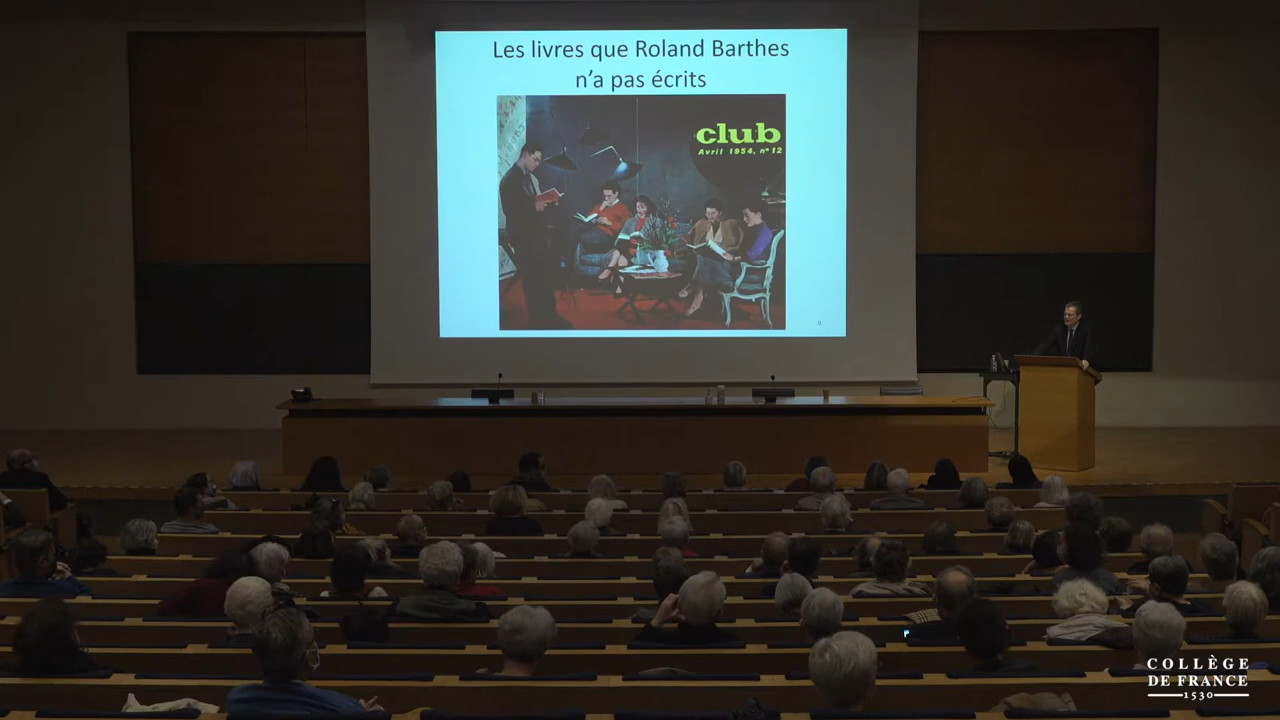 Les livres que Roland Barthes
n'a pas écrits
club
Avril 1954, n° 12
COLLÈGE
DE FRANCE
1530